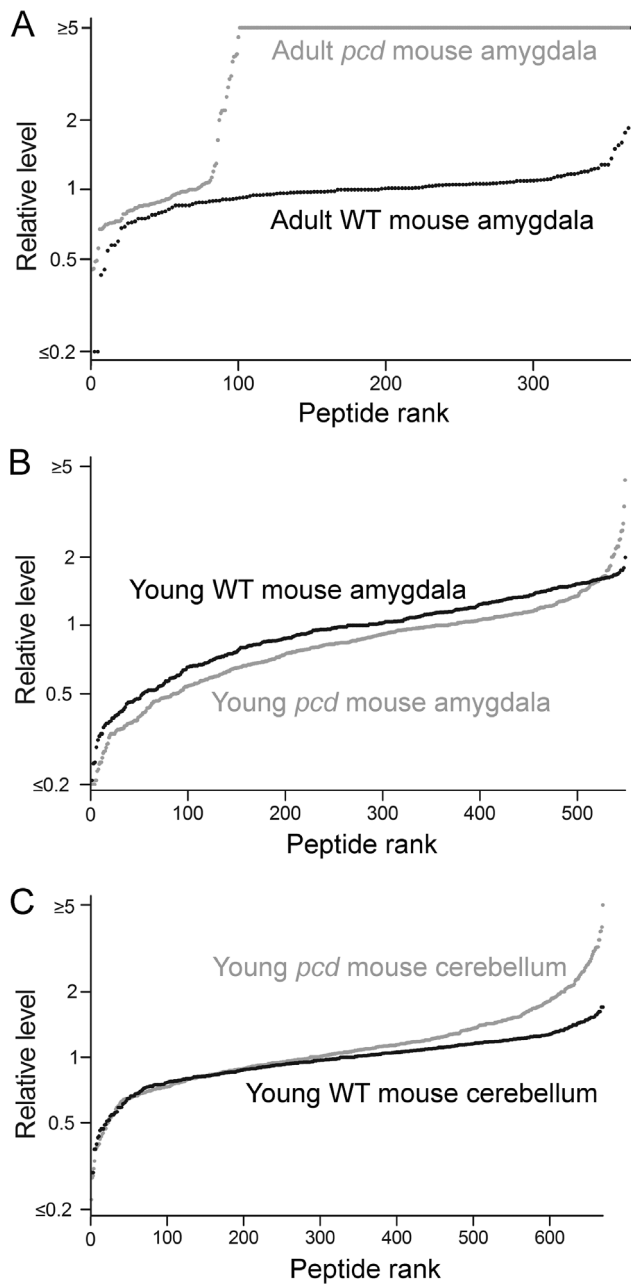 A
≥5
Adult pcd mouse amygdala
2
Relative level
1
Adult WT mouse amygdala
0.5
≤0.2
0 100 200 300
Peptide rank
B
≥5
2
Young WT mouse amygdala
Relative level
1
0.5
Young pcd mouse amygdala
≤0.2
0 100 200 300 400 500
Peptide rank
C
≥5
Young pcd mouse cerebellum
2
Relative level
1
Young WT mouse cerebellum
0.5
≤0.2
0 100 200 300 400 500 600
Peptide rank